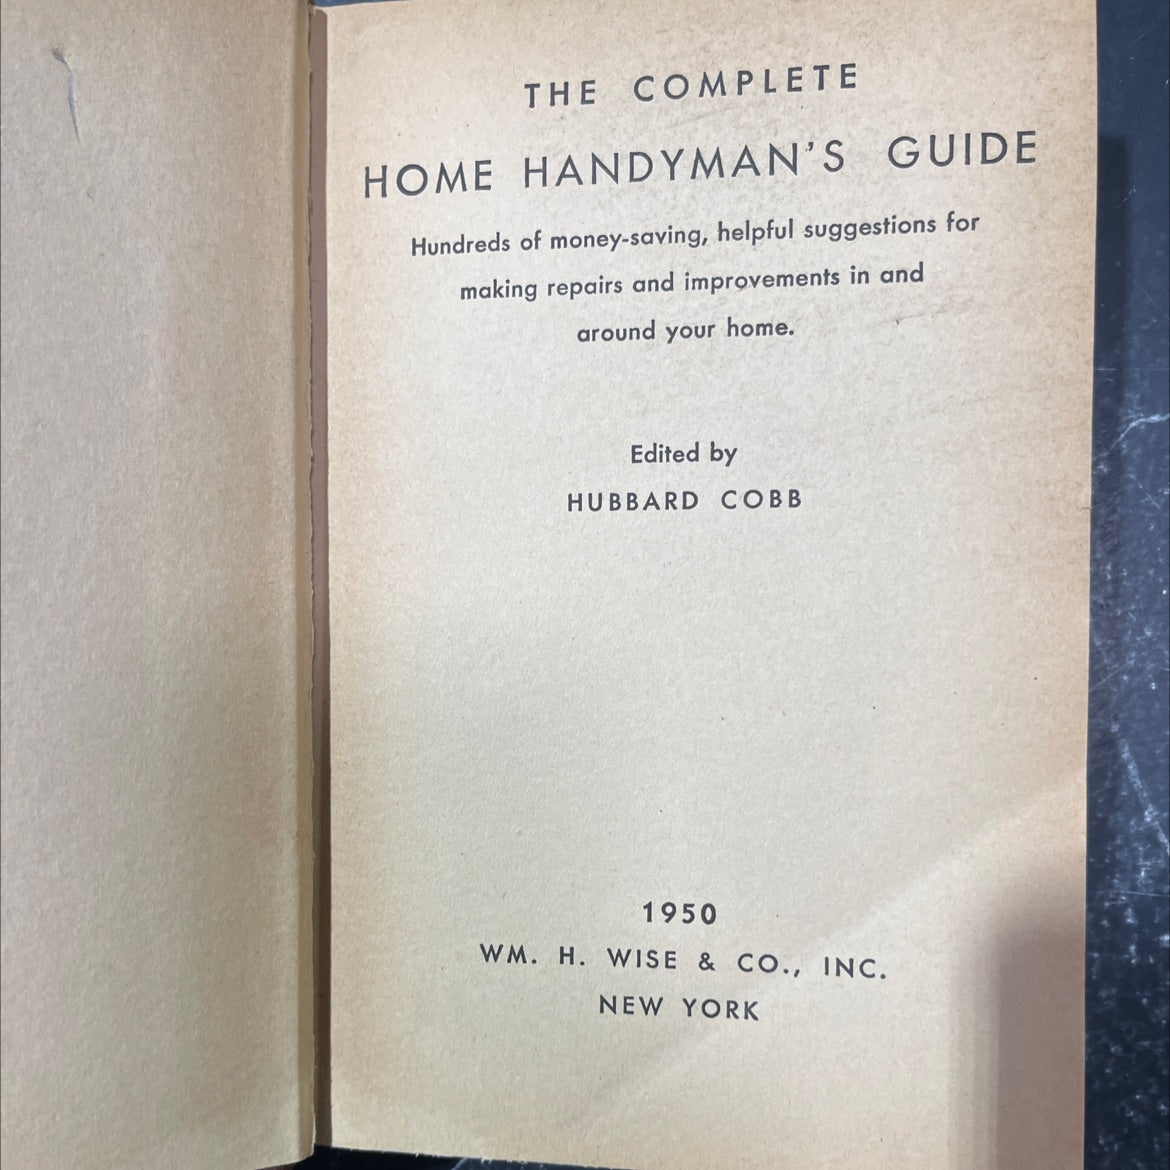 THE COMPLETE
HOME HANDYMAN'S GUIDE
Hundreds of money-saving, helpful suggestions for
making repairs and improvements in and
around your home.
Edited by
HUBBARD COBB
1950
WM. H. WISE & CO., INC.
NEW YORK